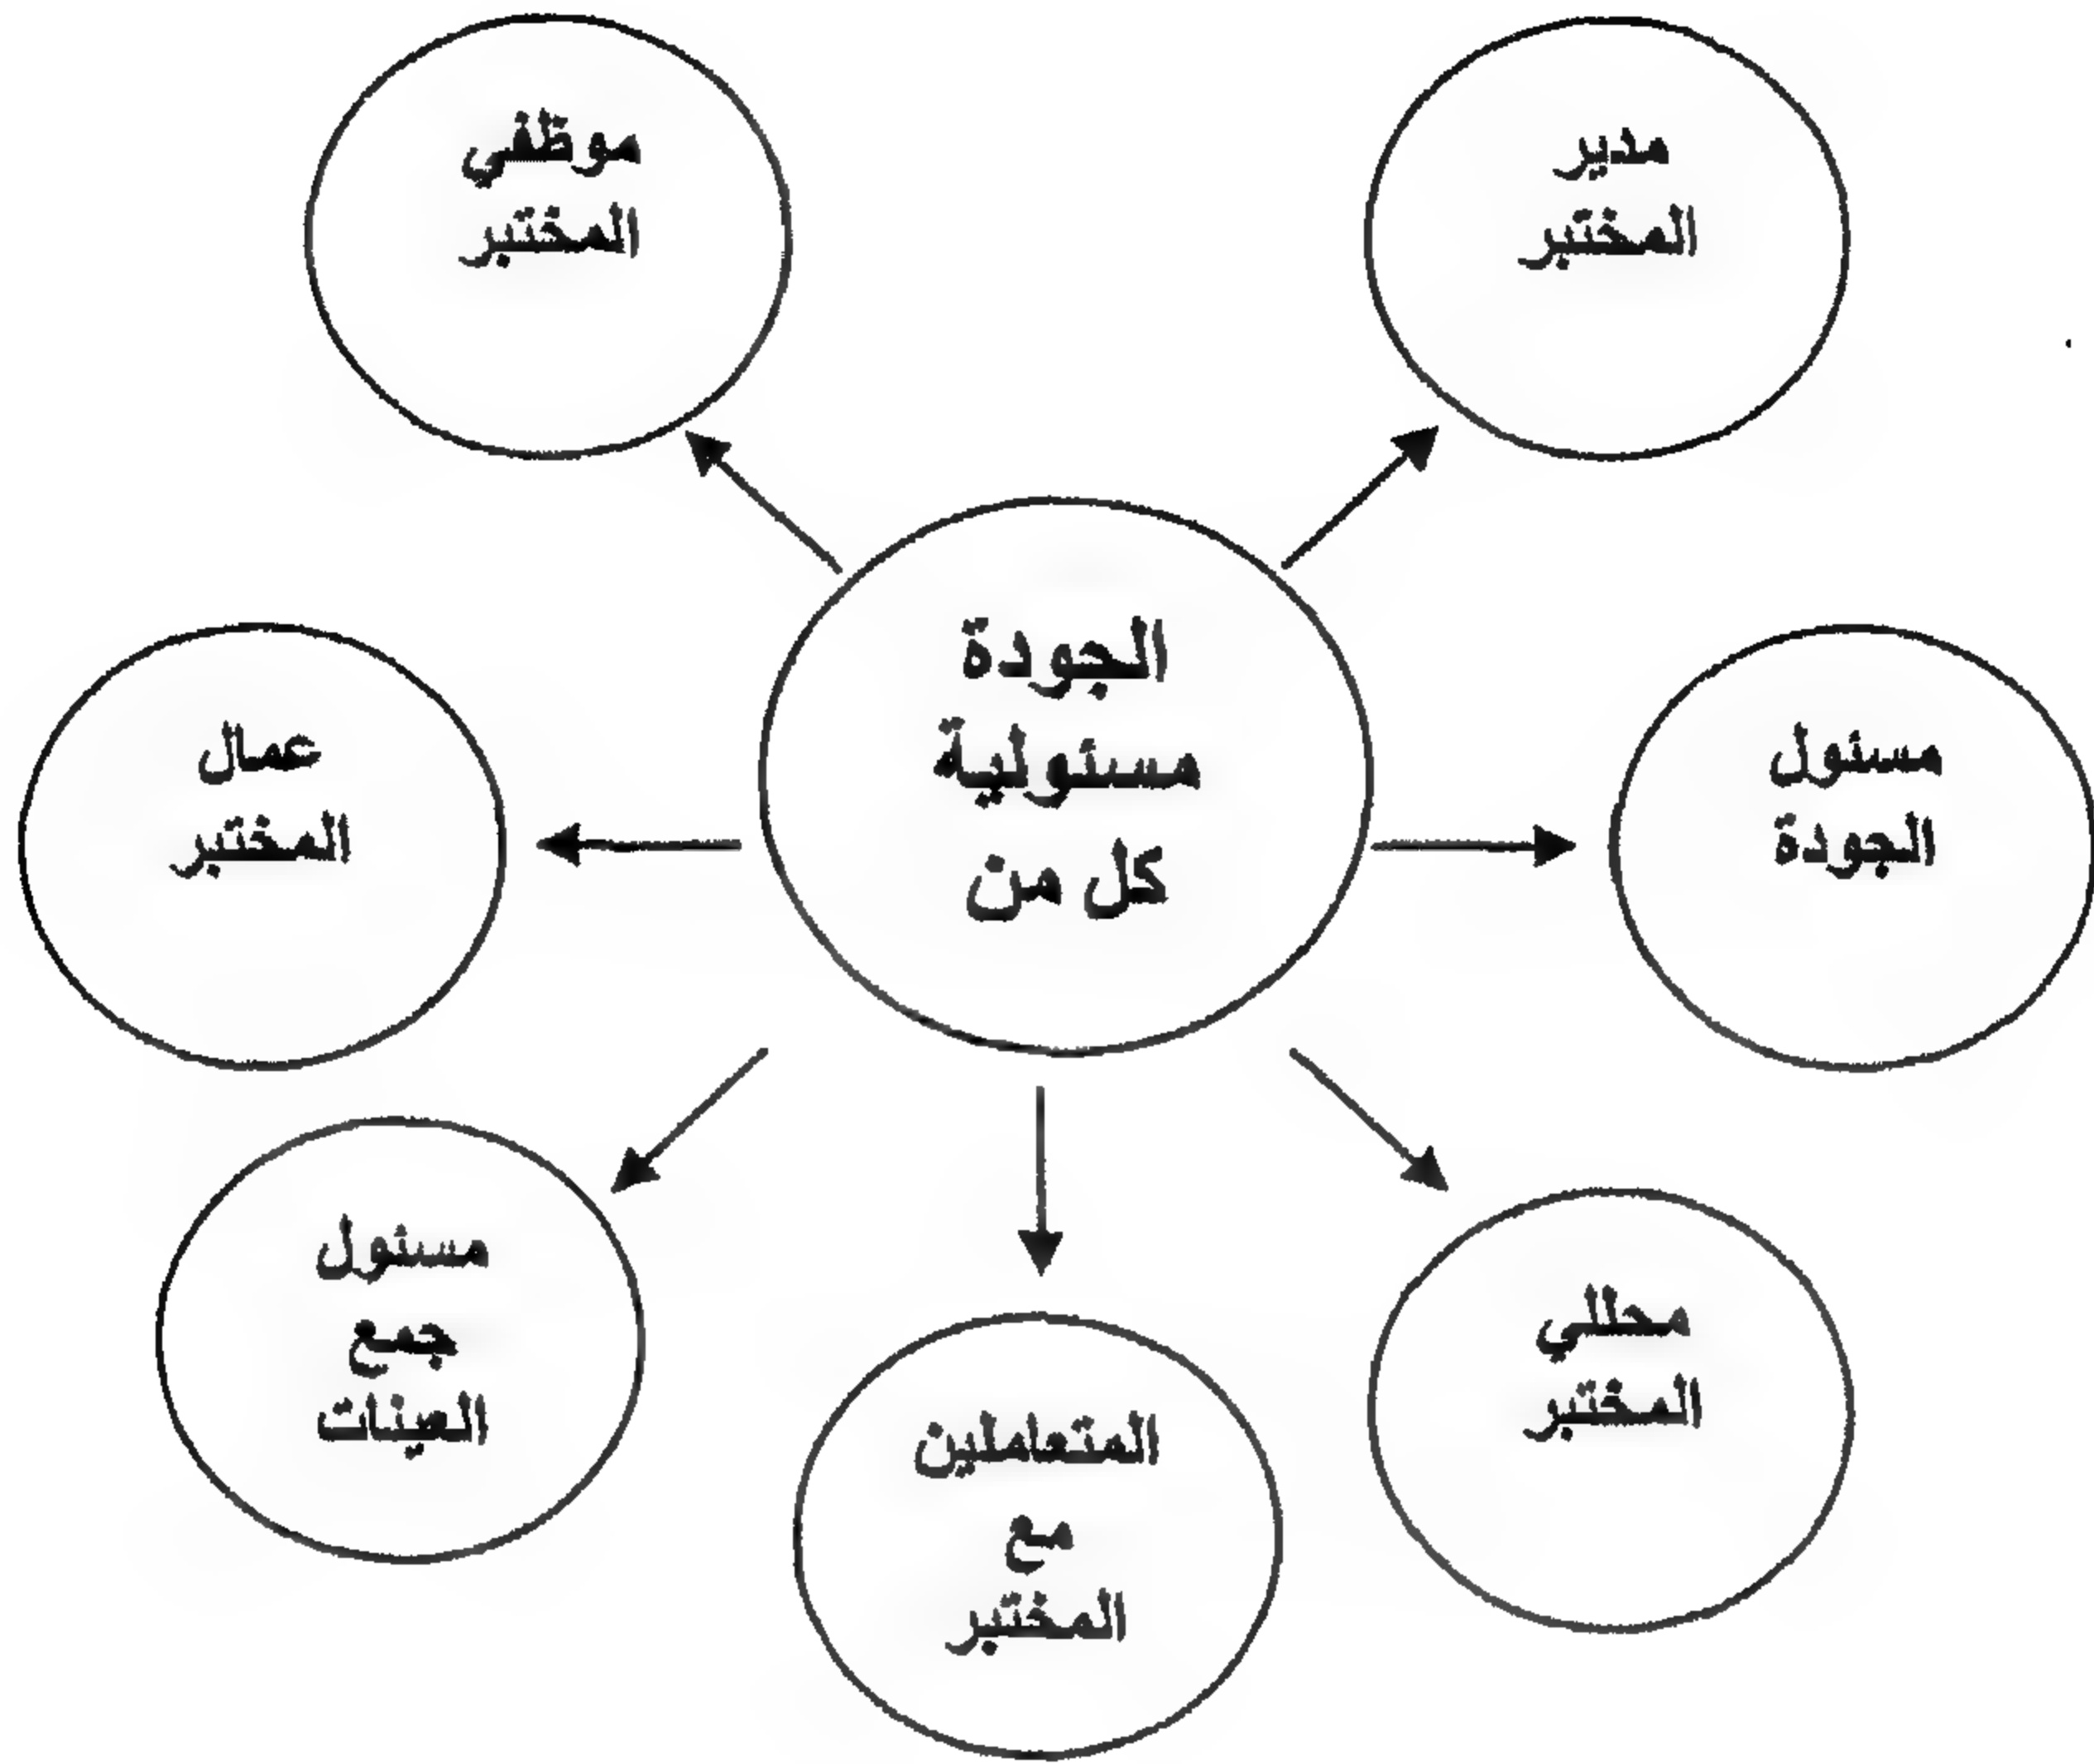 مدير
المختبر
موظفي
المختبر
الجودة
مسئولية
كل من
مسئول
الجودة
عمال
المختبر
محللي
المختبر
المتعاملين
مع
المختبر
مسئول
جمع
العينات